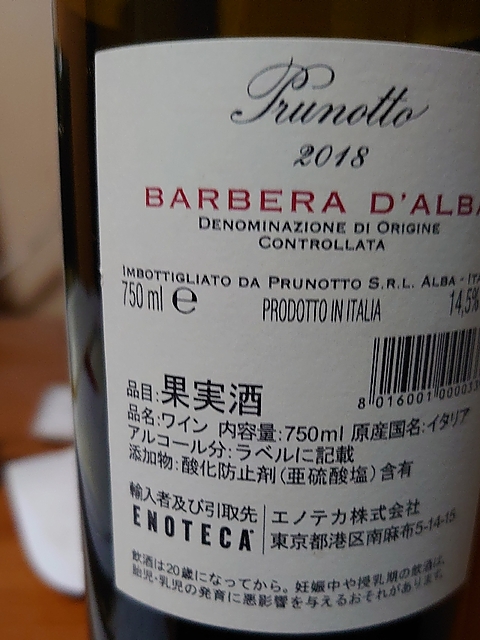 Prunotto
2018
BARBERA D'ALBA
DENOMINAZIONE DI ORIGINE
CONTROLLATA
IMBOTTIGLIATO DA PRUNOTTO S.R.L. ALBA - ITA
750 ml e PRODOTTO IN ITALIA 14,5%
8 016001 000033
品目:果実酒
品名:ワイン 内容量:750ml 原産国名:イタリア
アルコール分:ラベルに記載
添加物:酸化防止剤(亜硫酸塩)含有
輸入者及び引取先 エノテカ株式会社
ENOTECA 東京都港区南麻布5-14-15
飲酒は20歳になってから。妊娠中や授乳期の飲酒は、
胎児・乳児の発育に悪影響を与えるおそれがあります。